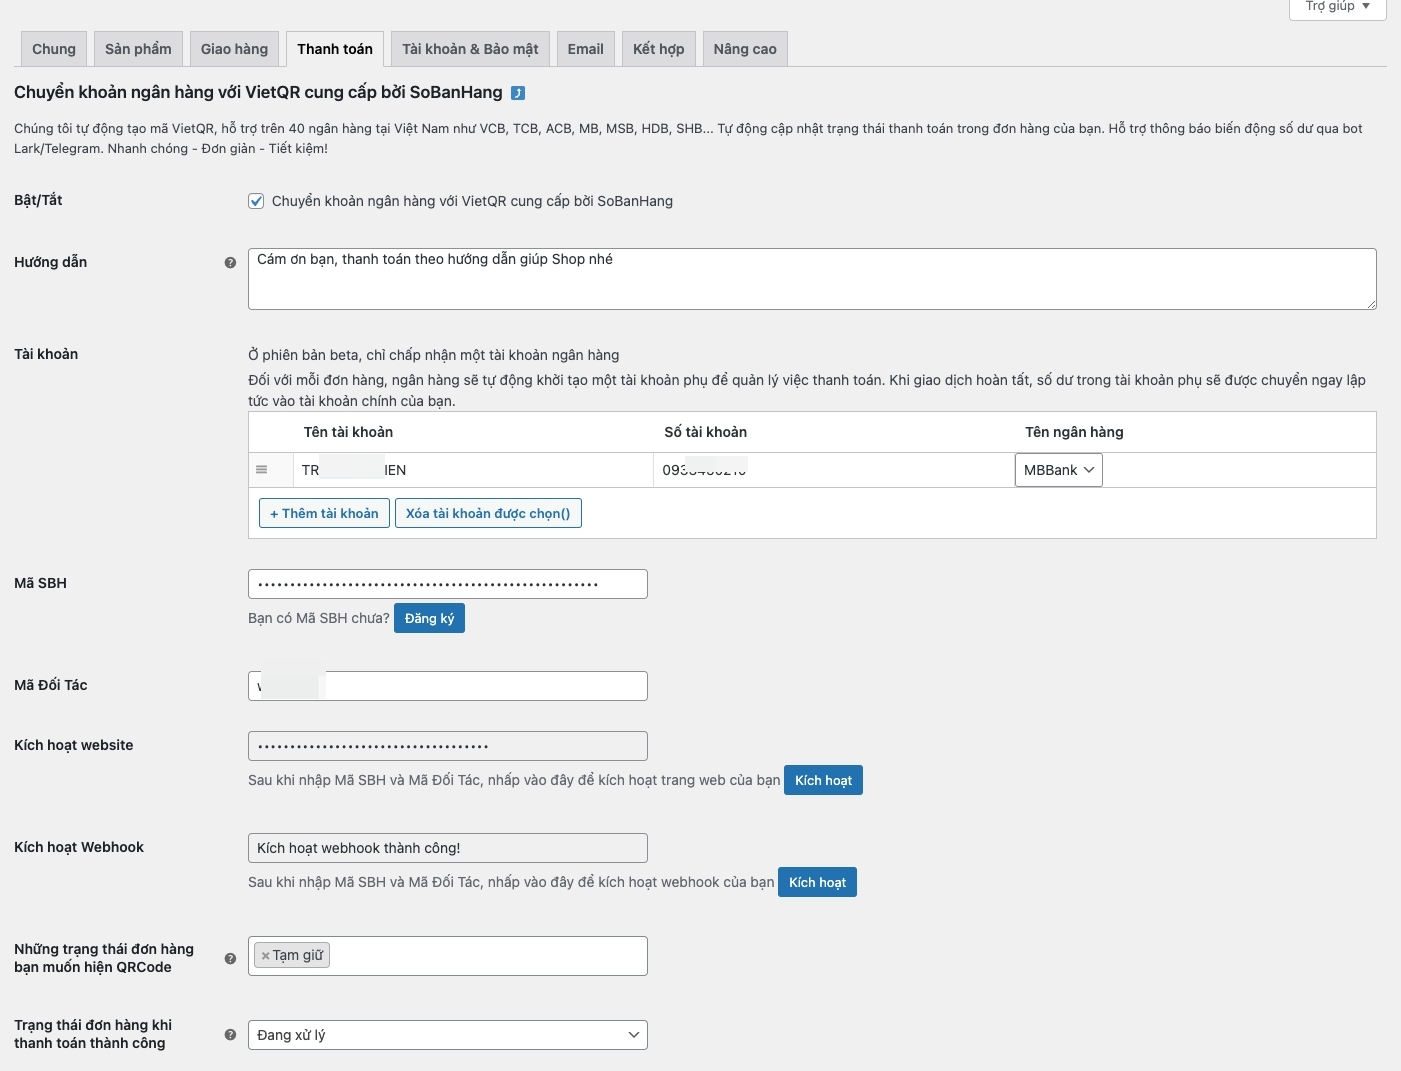 Trợ giúp
Chung Sản phẩm Giao hàng Thanh toán Tài khoản & Bảo mật Email Kết hợp Nâng cao
Chuyển khoản ngân hàng với VietQR cung cấp bởi SoBanHang
Chúng tôi tự động tạo mã VietQR, hỗ trợ trên 40 ngân hàng tại Việt Nam như VCB, TCB, ACB, MB, MSB, HDB, SHB... Tự động cập nhật trạng thái thanh toán trong đơn hàng của bạn. Hỗ trợ thông báo biến động số dư qua bot
Lark/Telegram. Nhanh chóng - Đơn giản - Tiết kiệm!
Bật/Tắt
Chuyển khoản ngân hàng với VietQR cung cấp bởi SoBanHang
Hướng dẫn
Cám ơn bạn, thanh toán theo hướng dẫn giúp Shop nhé
Tài khoản
Ở phiên bản beta, chỉ chấp nhận một tài khoản ngân hàng
Đối với mỗi đơn hàng, ngân hàng sẽ tự động khởi tạo một tài khoản phụ để quản lý việc thanh toán. Khi giao dịch hoàn tất, số dư trong tài khoản phụ sẽ được chuyển ngay lập
tức vào tài khoản chính của bạn.
Tên tài khoản Số tài khoản Tên ngân hàng
TR IEN 093 MBBank
+ Thêm tài khoản Xóa tài khoản được chọn()
Mã SBH
Bạn có Mã SBH chưa? Đăng ký
Mã Đối Tác
Kích hoạt website
Sau khi nhập Mã SBH và Mã Đối Tác, nhấp vào đây để kích hoạt trang web của bạn Kích hoạt
Kích hoạt Webhook
Kích hoạt webhook thành công!
Sau khi nhập Mã SBH và Mã Đối Tác, nhấp vào đây để kích hoạt webhook của bạn Kích hoạt
Những trạng thái đơn hàng
bạn muốn hiện QRCode
× Tạm giữ
Trạng thái đơn hàng khi
thanh toán thành công
Đang xử lý